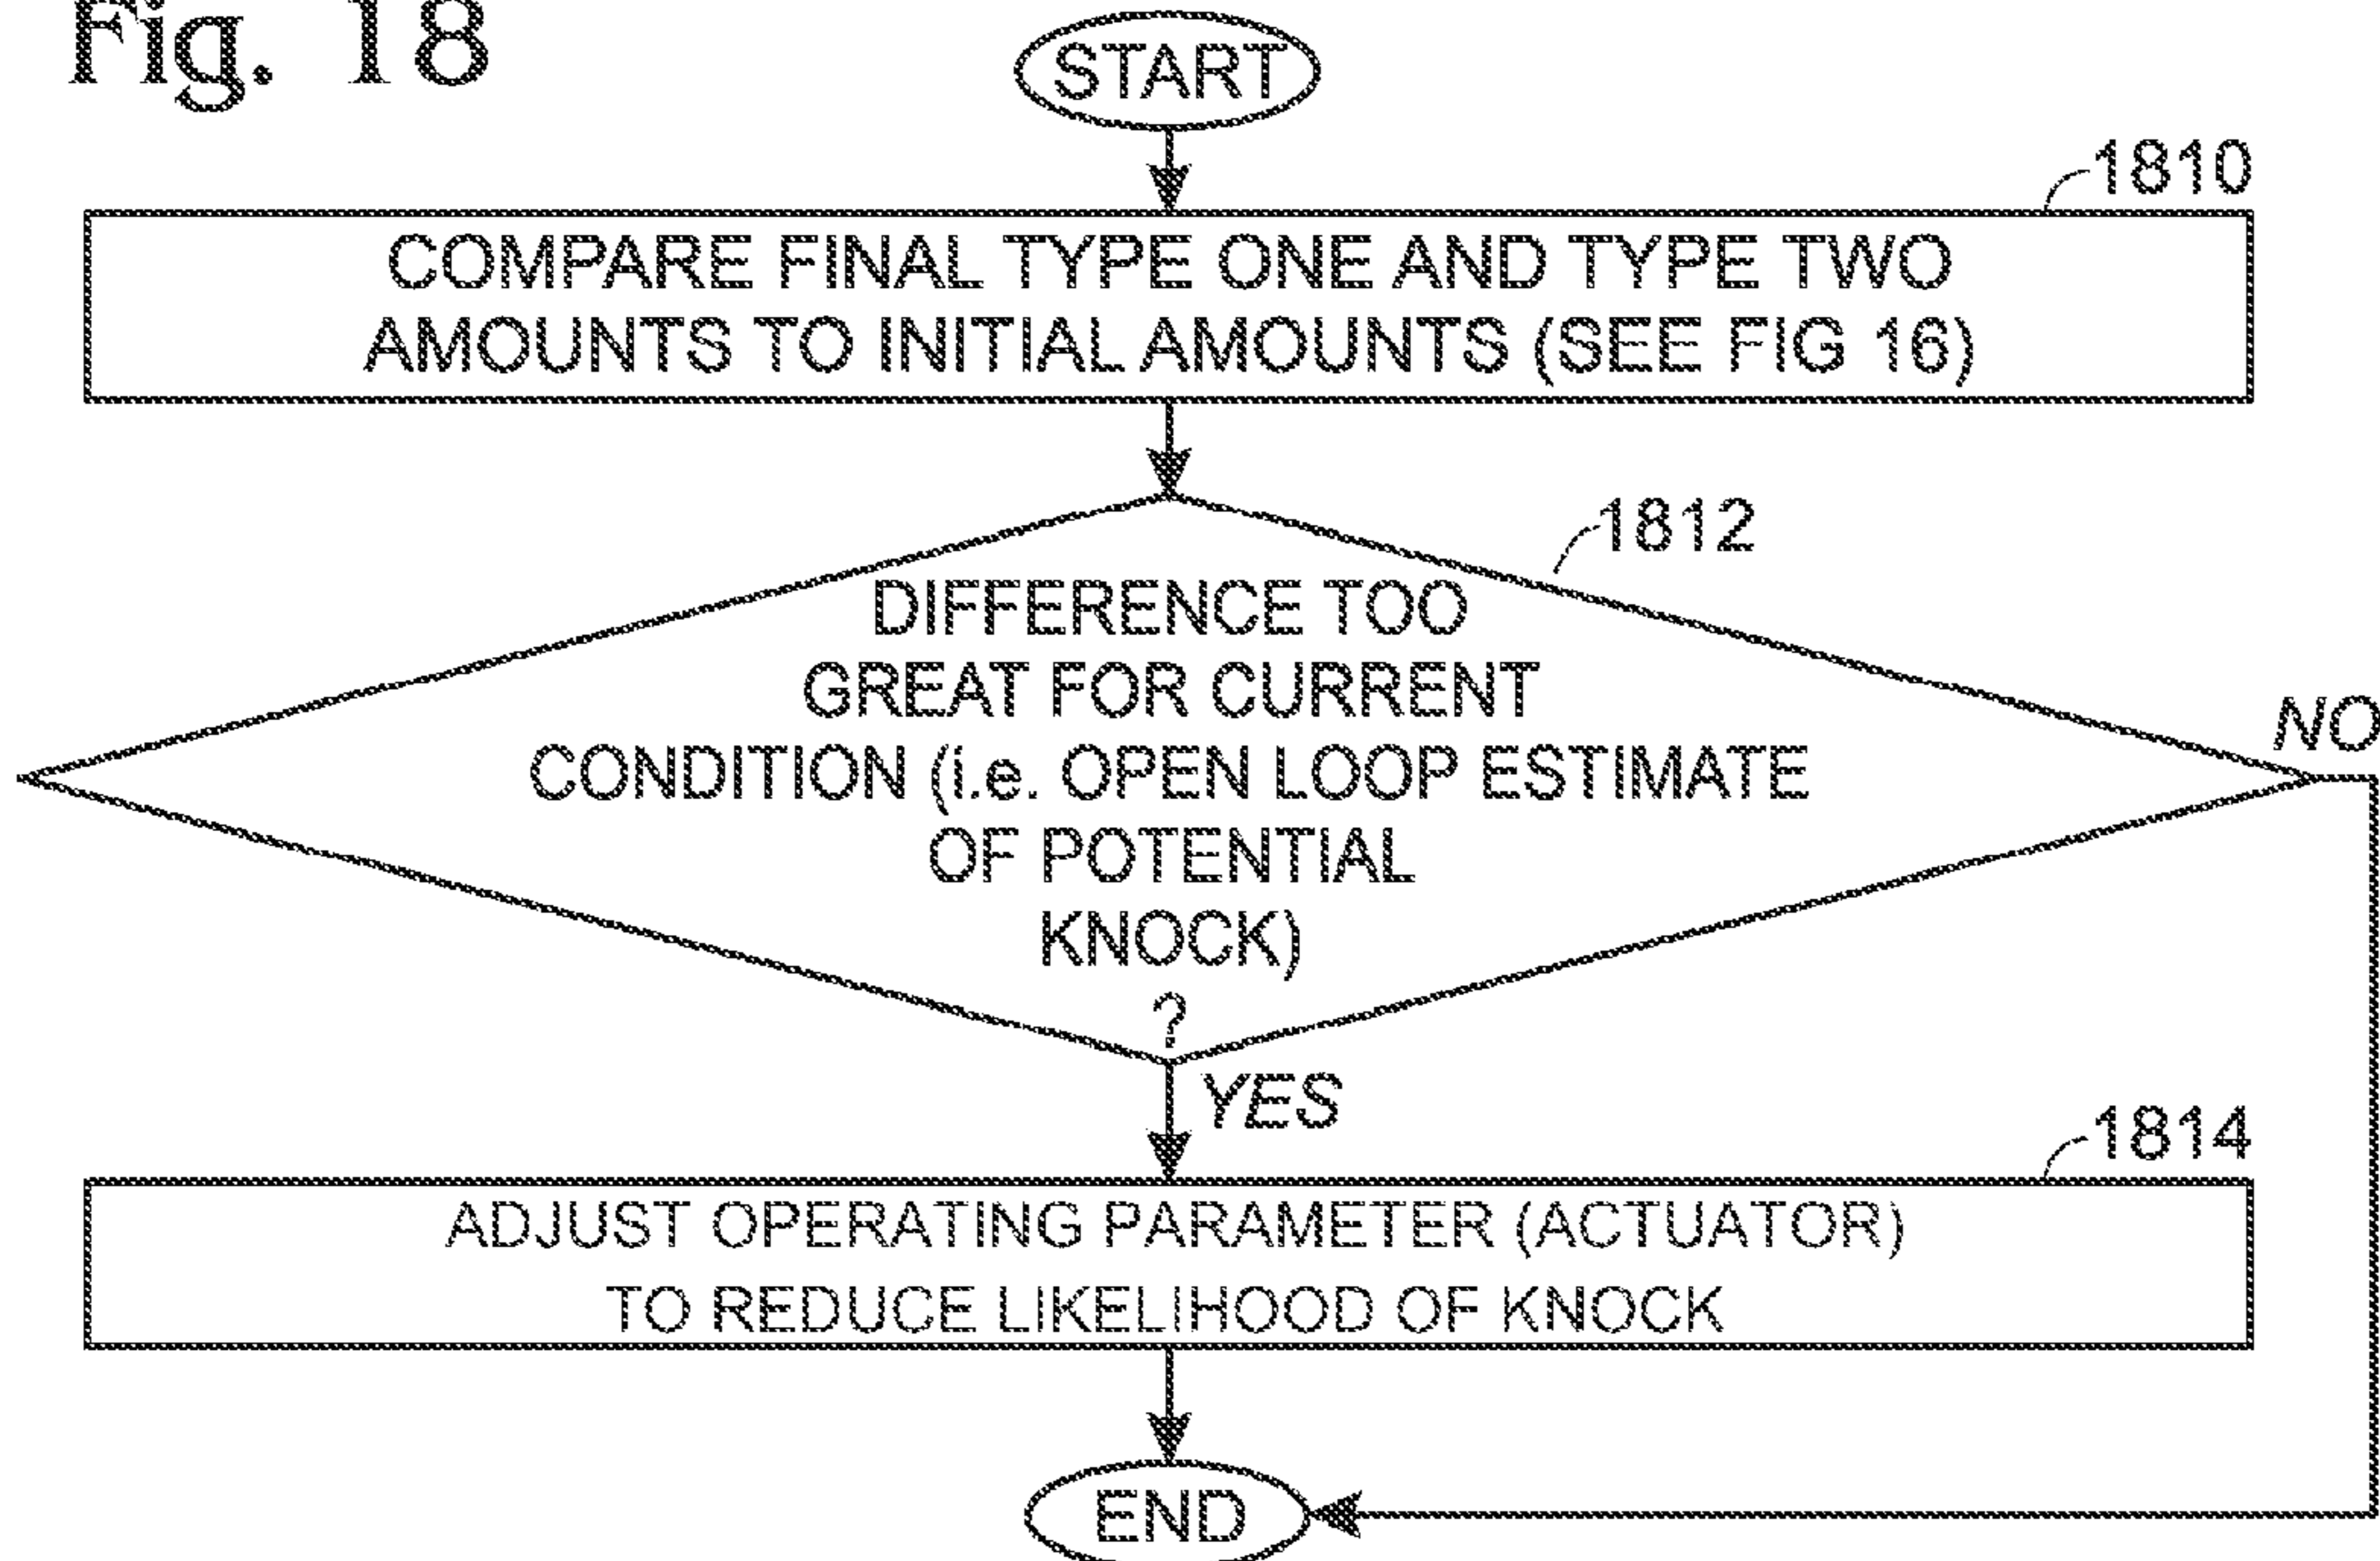 Fig. 18
START
1810
COMPARE FINAL TYPE ONE AND TYPE TWO
AMOUNTS TO INITIAL AMOUNTS (SEE FIG 16)
1812
DIFFERENCE TOO
GREAT FOR CURRENT
CONDITION (i.e. OPEN LOOP ESTIMATE
OF POTENTIAL
KNOCK)
?
NO
YES
1814
ADJUST OPERATING PARAMETER (ACTUATOR)
TO REDUCE LIKELIHOOD OF KNOCK
END